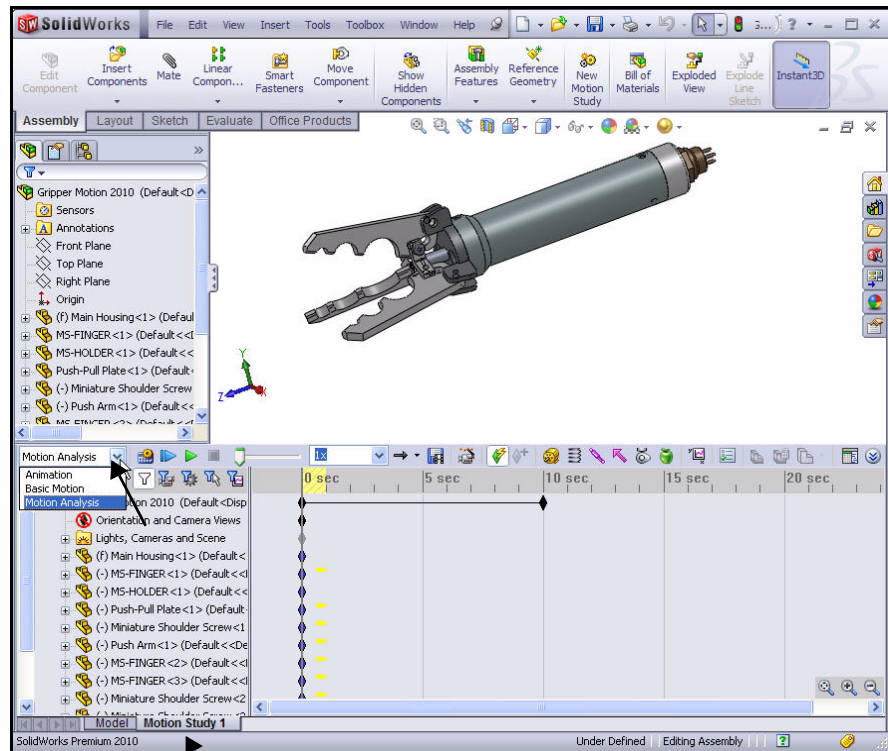 SolidWorks File Edit View Insert Tools Toolbox Window Help 3... ?
Edit Component
Insert Components
Mate
Linear Compon...
Smart Fasteners
Move Component
Show Hidden Components
Assembly Features
Reference Geometry
New Motion Study
Bill of Materials
Exploded View
Explode Line Sketch
Instant3D
Assembly Layout Sketch Evaluate Office Products
Gripper Motion 2010 (Default<D
Sensors
Annotations
Front Plane
Top Plane
Right Plane
Origin
(f) Main Housing<1> (Defaul
MS-FINGER<1> (Default<<D
MS-HOLDER<1> (Default<<
Push-Pull Plate<1> (Default<
(-) Miniature Shoulder Screw
(-) Push Arm<1> (Default<<
MS-FINGER<2> (Default<<
Y
Z
X
Motion Analysis 1x
Animation
Basic Motion
Motion Analysis
0 sec 5 sec 10 sec 15 sec 20 sec
tion 2010 (Default<Disp
Orientation and Camera Views
Lights, Cameras and Scene
(f) Main Housing<1> (Default<
(-) MS-FINGER<1> (Default<<
(-) MS-HOLDER<1> (Default<<
(-) Push-Pull Plate<1> (Default
(-) Miniature Shoulder Screw<1
(-) Push Arm<1> (Default<<De
(-) MS-FINGER<2> (Default<<
(-) MS-FINGER<3> (Default<<
(-) Miniature Shoulder Screw<2
Model Motion Study 1
SolidWorks Premium 2010 Under Defined Editing Assembly